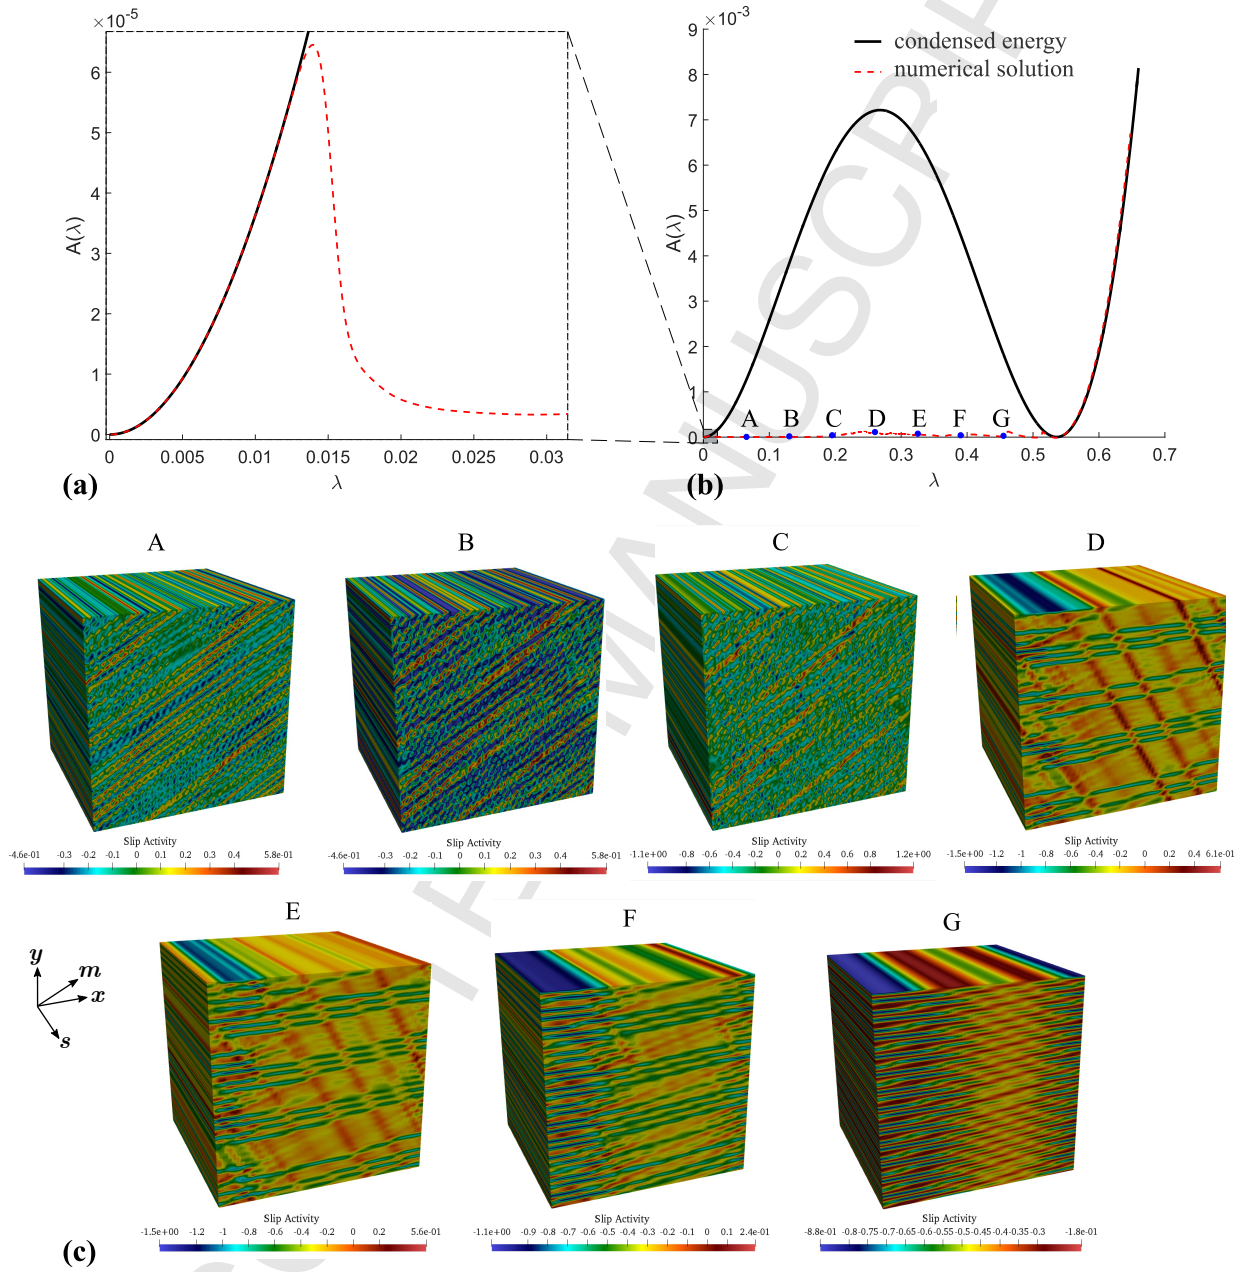 ×10-5
6
5
4
3
2
1
0
A(λ)
0
0.005
0.01
0.015
0.02
0.025
0.03
λ
(a)
×10-3
9
8
7
6
5
4
3
2
1
0
A(λ)
condensed energy
numerical solution
A B C D E F G
0
0.1
0.2
0.3
0.4
0.5
0.6
0.7
λ
(b)
A
B
C
D
Slip Activity
-4.6e-01 -0.3 -0.2 -0.1 0 0.1 0.2 0.3 0.4 5.8e-01
Slip Activity
-4.6e-01 -0.3 -0.2 -0.1 0 0.1 0.2 0.3 0.4 5.8e-01
Slip Activity
-1.1e+00 -0.8 -0.6 -0.4 -0.2 0 0.2 0.4 0.6 0.8 1.2e+00
Slip Activity
-1.5e+00 -1.2 -1 -0.8 -0.6 -0.4 -0.2 0 0.2 0.4 6.1e-01
E
F
G
y
m
x
s
Slip Activity
-1.5e+00 -1.2 -1 -0.6 -0.4 -0.2 0 0.2 5.6e-01
Slip Activity
-1.1e+00 -0.9 -0.8 -0.7 -0.6 -0.5 -0.4 -0.3 -0.2 -0.1 0 0.1 2.4e-01
Slip Activity
-8.8e-01 -0.8-0.75-0.7-0.65-0.6-0.55-0.5-0.45-0.4-0.35-0.3 -1.8e-01
(c)